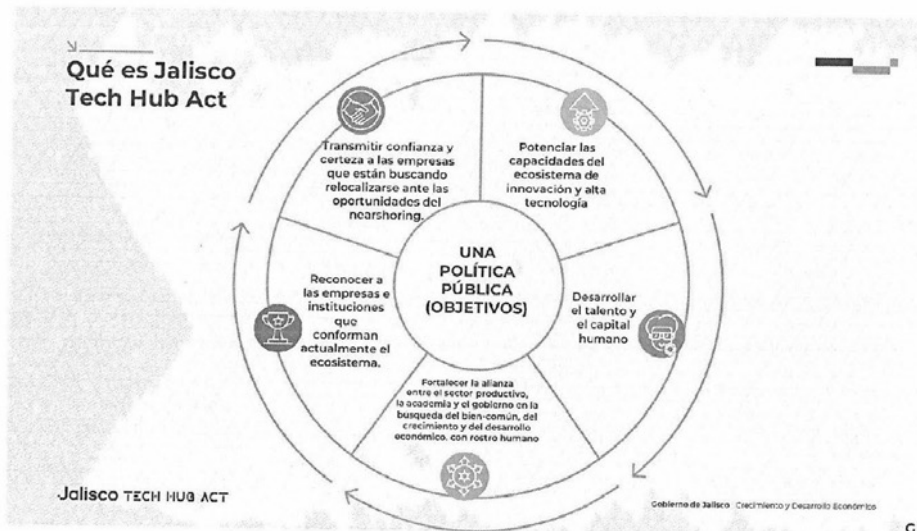 Qué es Jalisco
Tech Hub Act
Transmitir confianza y
certeza a las empresas
que están buscando
relocalizarse ante las
oportunidades del
nearshoring.
Potenciar las
capacidades del
ecosistema de
innovación y alta
tecnología
UNA
POLÍTICA
PÚBLICA
(OBJETIVOS)
Reconocer a
las empresas e
instituciones
que
conforman
actualmente el
ecosistema.
Desarrollar
el talento y
el capital
humano
Fortalecer la alianza
entre el sector productivo,
la academia y el gobierno en la
busqueda del bien-común, del
crecimiento y del desarrollo
económico, con rostro humano
Jalisco TECH HUB ACT
Gobierno de Jalisco Crecimiento y Desarrollo Económico